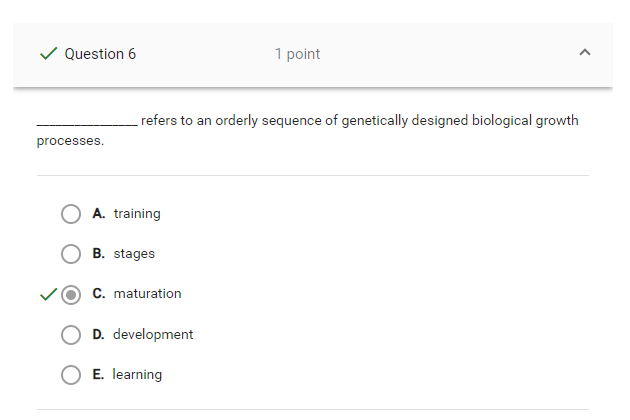 Question 6 1 point
______________ refers to an orderly sequence of genetically designed biological growth
processes.
A. training
B. stages
C. maturation
D. development
E. learning